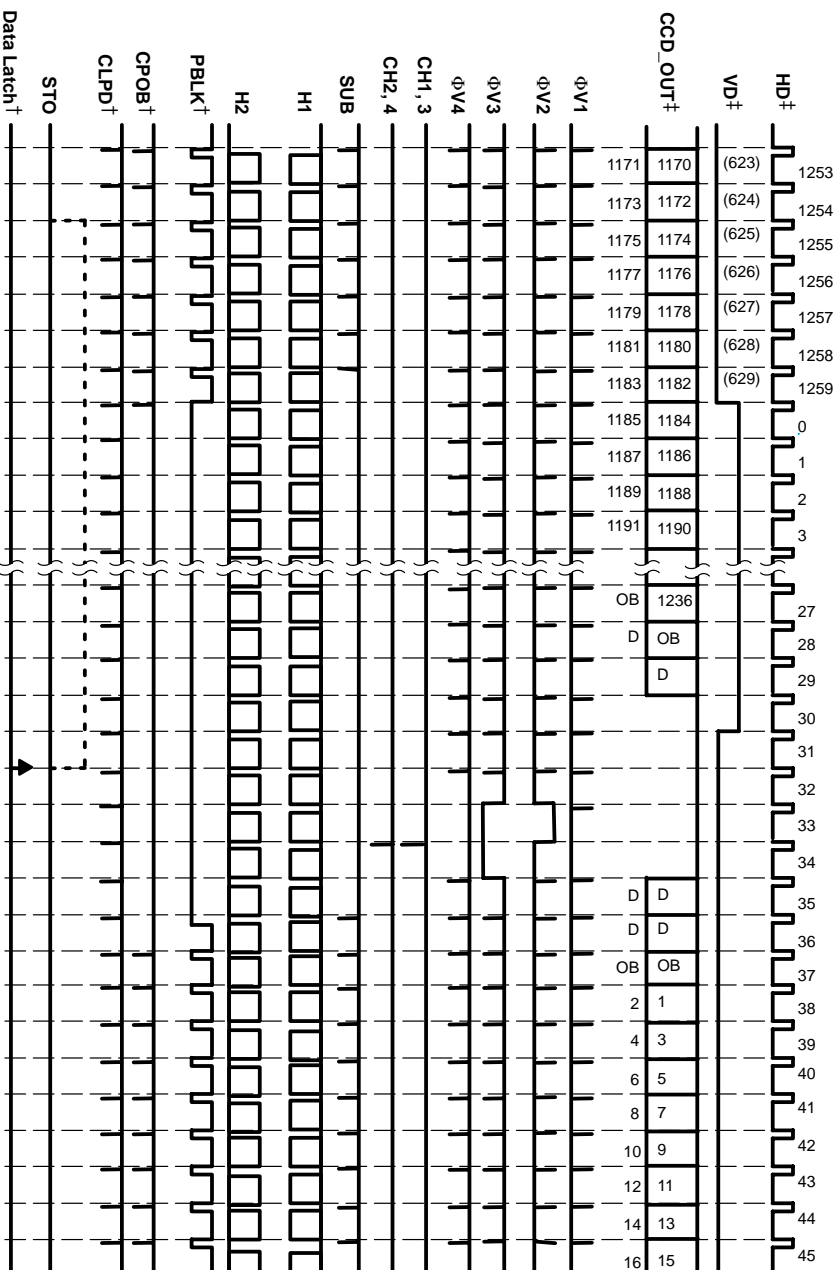 Data Latch†
STO
CLPD†
CPOB†
PBLK†
H2
H1
SUB
CH2, 4
CH1, 3
ΦV4
ΦV3
ΦV2
ΦV1
CCD_OUT‡
VD‡
HD‡
1171 1170 (623) 1253
1173 1172 (624) 1254
1175 1174 (625) 1255
1177 1176 (626) 1256
1179 1178 (627) 1257
1181 1180 (628) 1258
1183 1182 (629) 1259
1185 1184 0
1187 1186 1
1189 1188 2
1191 1190 3
OB 1236 27
D OB 28
D 29
30
31
32
33
34
D D 35
D D 36
OB OB 37
2 1 38
4 3 39
6 5 40
8 7 41
10 9 42
12 11 43
14 13 44
16 15 45